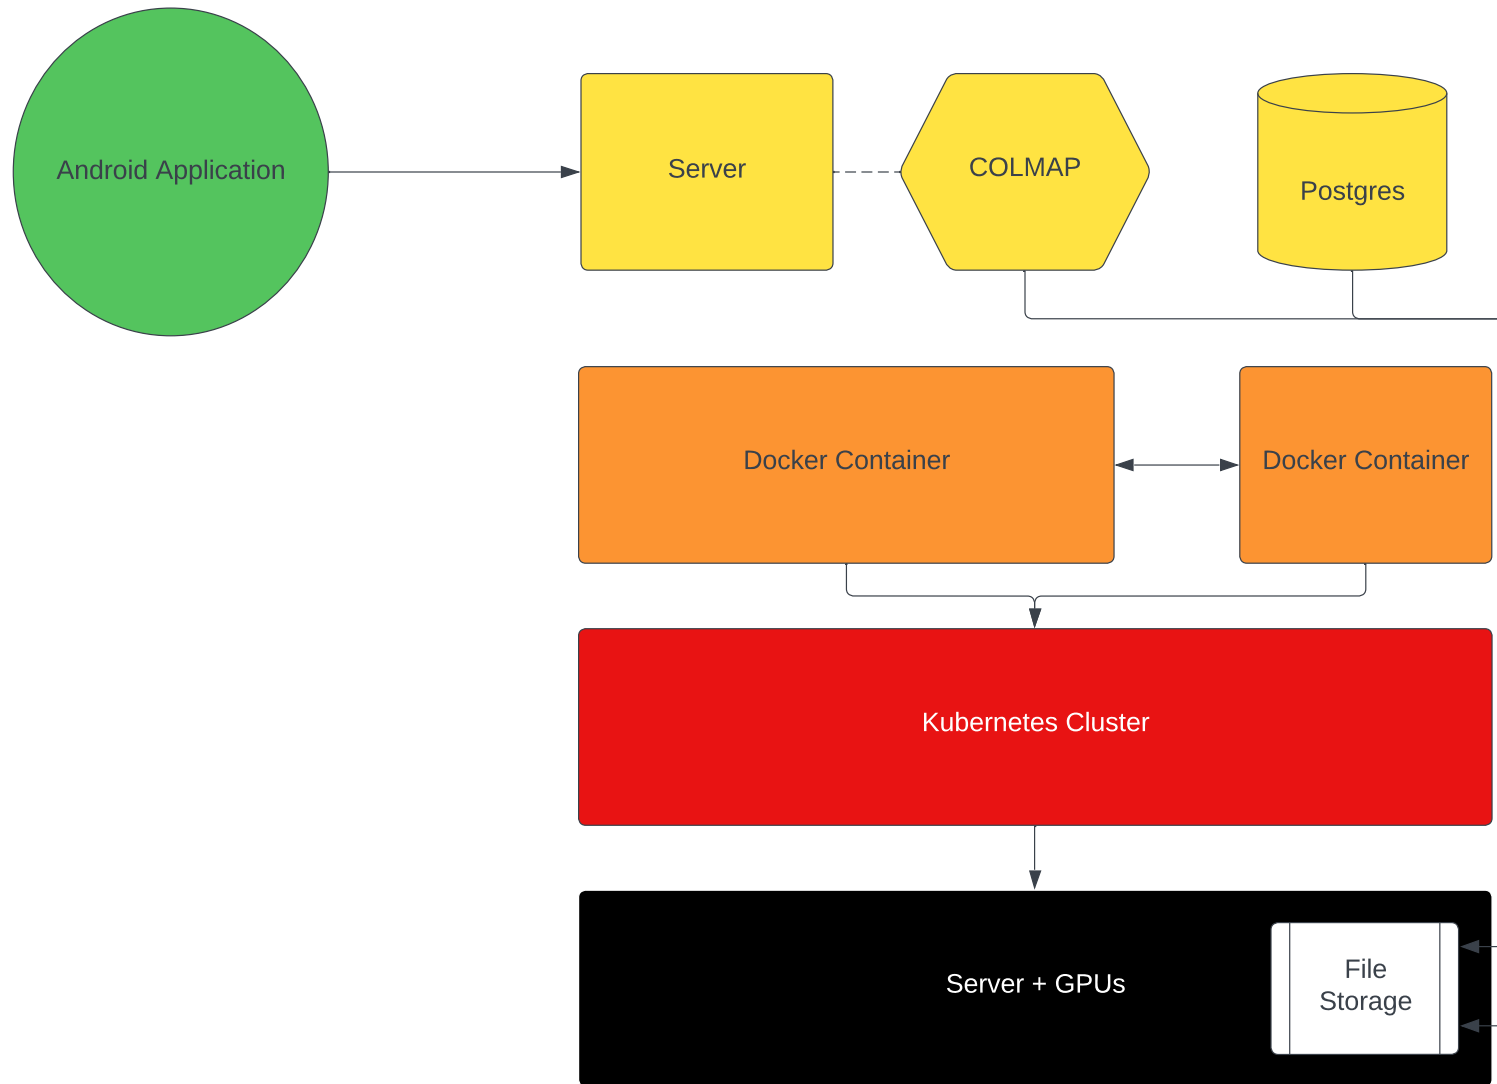 Android Application
Server
COLMAP
Postgres
Docker Container
Docker Container
Kubernetes Cluster
Server + GPUs
File
Storage